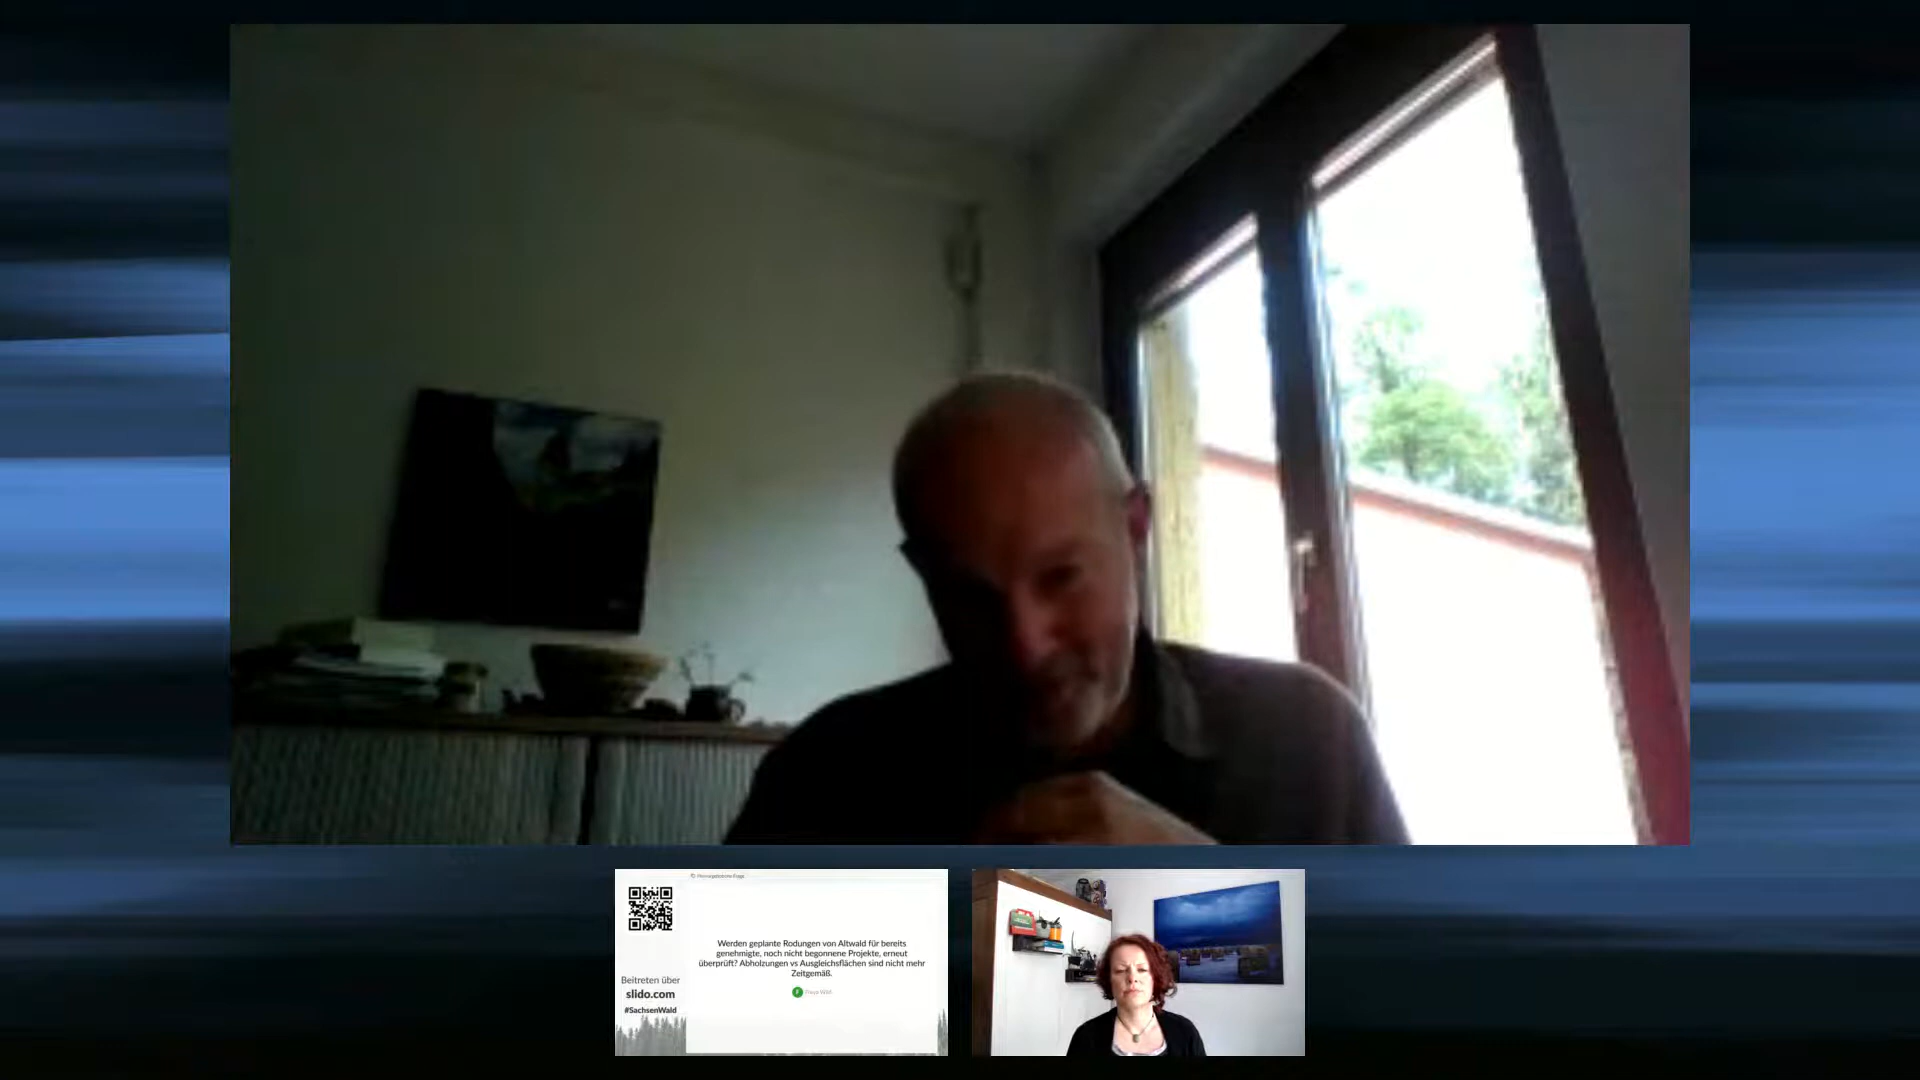 Werden geplante Rodungen von Altwald für bereits
genehmigte, noch nicht begonnene Projekte, erneut
überprüft? Abholzungen vs Ausgleichsflächen sind nicht mehr
Zeitgemäß.
Beitreten über
slido.com
#SachsenWald